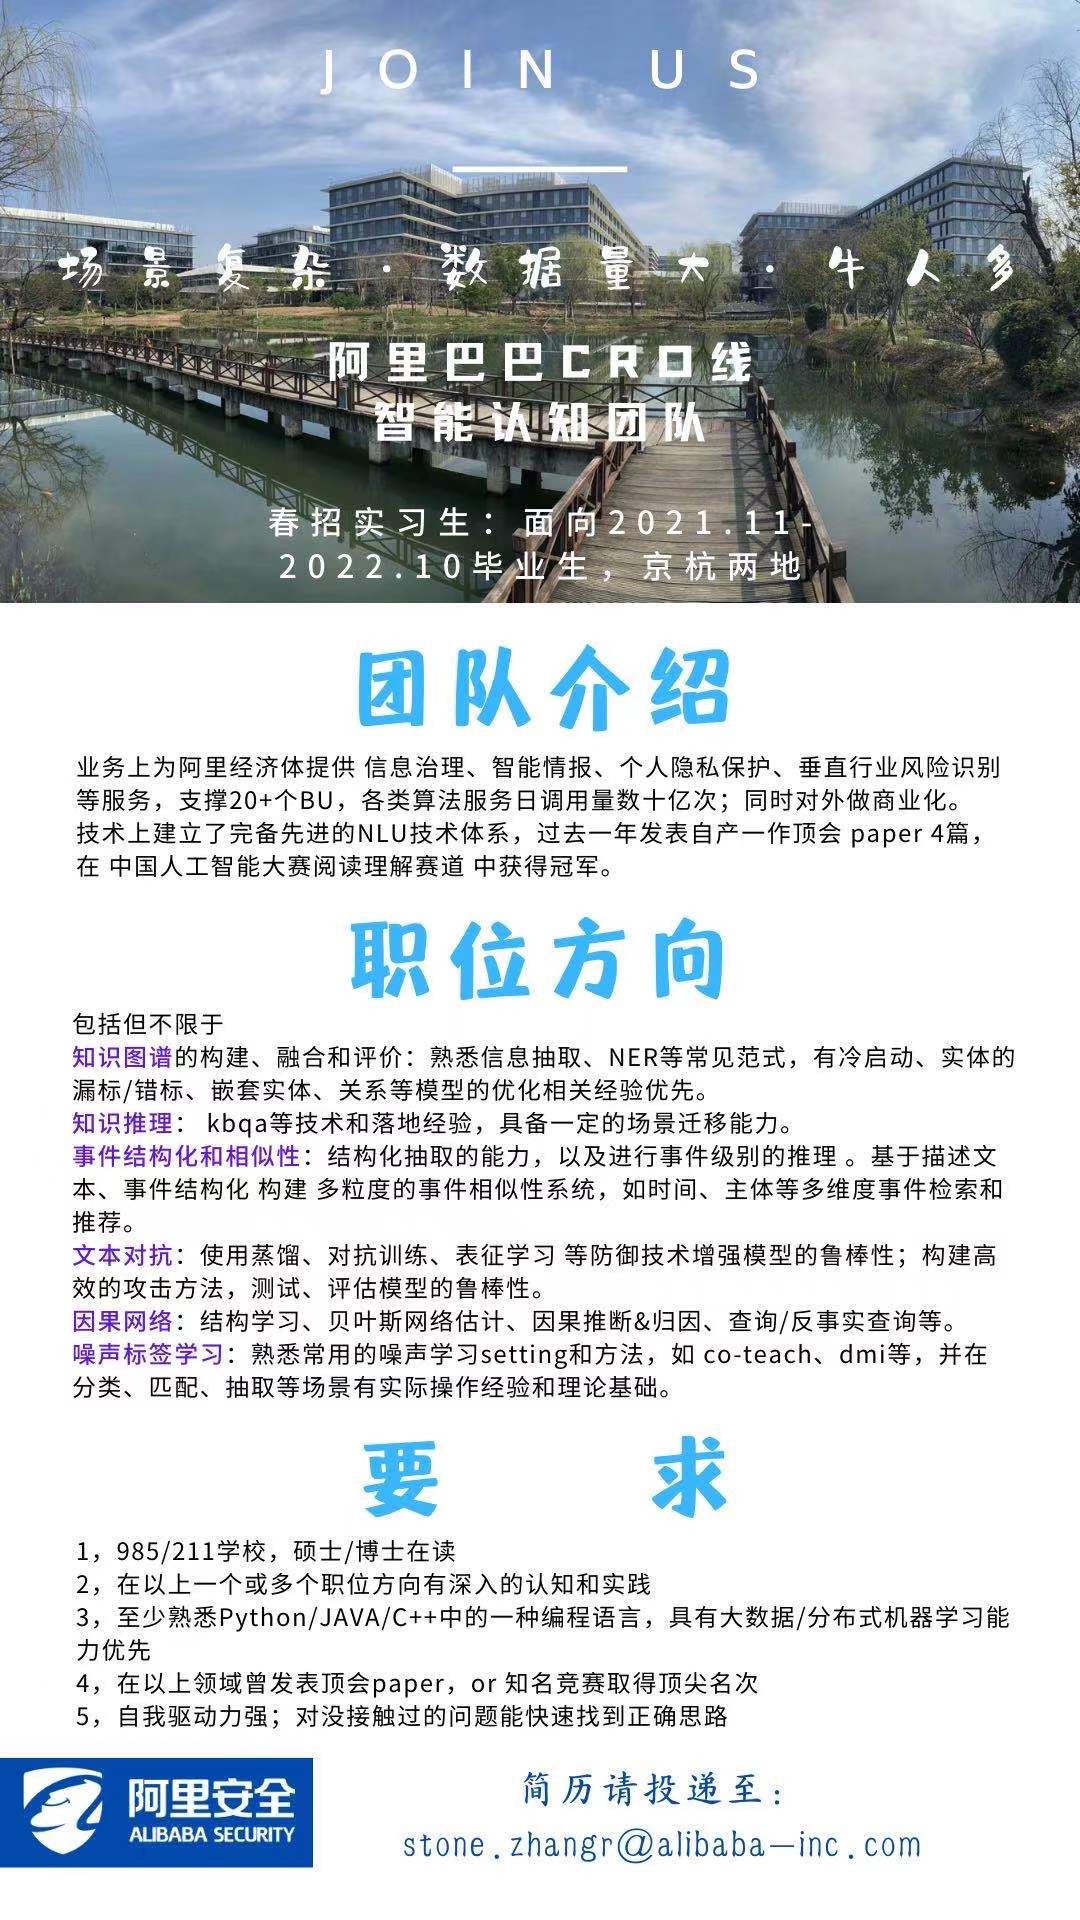 JOIN US
场景复杂·数据量大·牛人多
阿里巴巴CRO线
智能认知团队
春招实习生：面向2021.11-
2022.10毕业生，京杭两地
团队介绍
业务上为阿里经济体提供 信息治理、智能情报、个人隐私保护、垂直行业风险识别
等服务，支撑20+个BU，各类算法服务日调用量数十亿次；同时对外做商业化。
技术上建立了完备先进的NLU技术体系，过去一年发表自产一作顶会 paper 4篇，
在 中国人工智能大赛阅读理解赛道 中获得冠军。
职位方向
包括但不限于
知识图谱的构建、融合和评价：熟悉信息抽取、NER等常见范式，有冷启动、实体的
漏标/错标、嵌套实体、关系等模型的优化相关经验优先。
知识推理： kbqa等技术和落地经验，具备一定的场景迁移能力。
事件结构化和相似性：结构化抽取的能力，以及进行事件级别的推理 。基于描述文
本、事件结构化 构建 多粒度的事件相似性系统，如时间、主体等多维度事件检索和
推荐。
文本对抗：使用蒸馏、对抗训练、表征学习 等防御技术增强模型的鲁棒性；构建高
效的攻击方法，测试、评估模型的鲁棒性。
因果网络：结构学习、贝叶斯网络估计、因果推断&归因、查询/反事实查询等。
噪声标签学习：熟悉常用的噪声学习setting和方法，如 co-teach、dmi等，并在
分类、匹配、抽取等场景有实际操作经验和理论基础。
要 求
1，985/211学校，硕士/博士在读
2，在以上一个或多个职位方向有深入的认知和实践
3，至少熟悉Python/JAVA/C++中的一种编程语言，具有大数据/分布式机器学习能
力优先
4，在以上领域曾发表顶会paper，or 知名竞赛取得顶尖名次
5，自我驱动力强；对没接触过的问题能快速找到正确思路
阿里安全
ALIBABA SECURITY
简历请投递至：
stone.zhangr@alibaba-inc.com